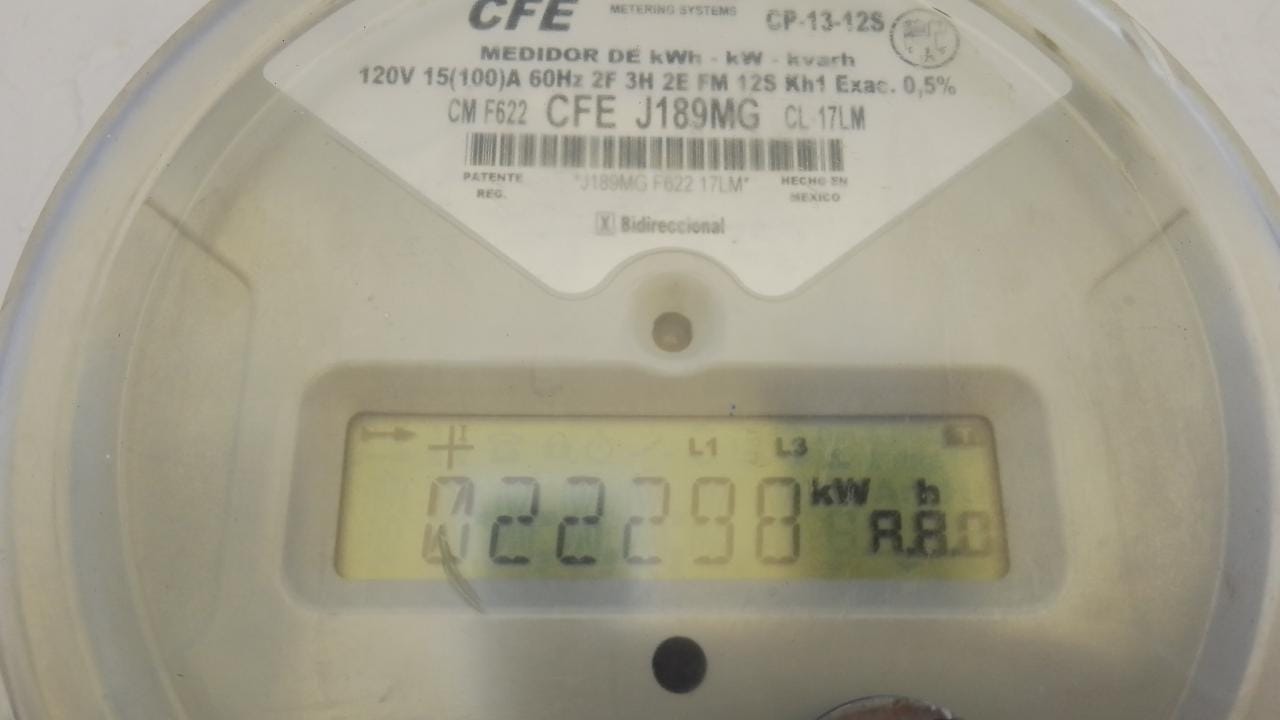 CFE METERING SYSTEMS CP-13-12S
MEDIDOR DE kWh - kW - kvarh
120V 15(100)A 60Hz 2F 3H 2E FM 12S Kh1 Exac. 0,5%
CM F622 CFE J189MG CL 17LM
PATENTE REG. *J189MG F622 17LM* HECHO EN MEXICO
X Bidireccional
L1 L3
022298 kW h